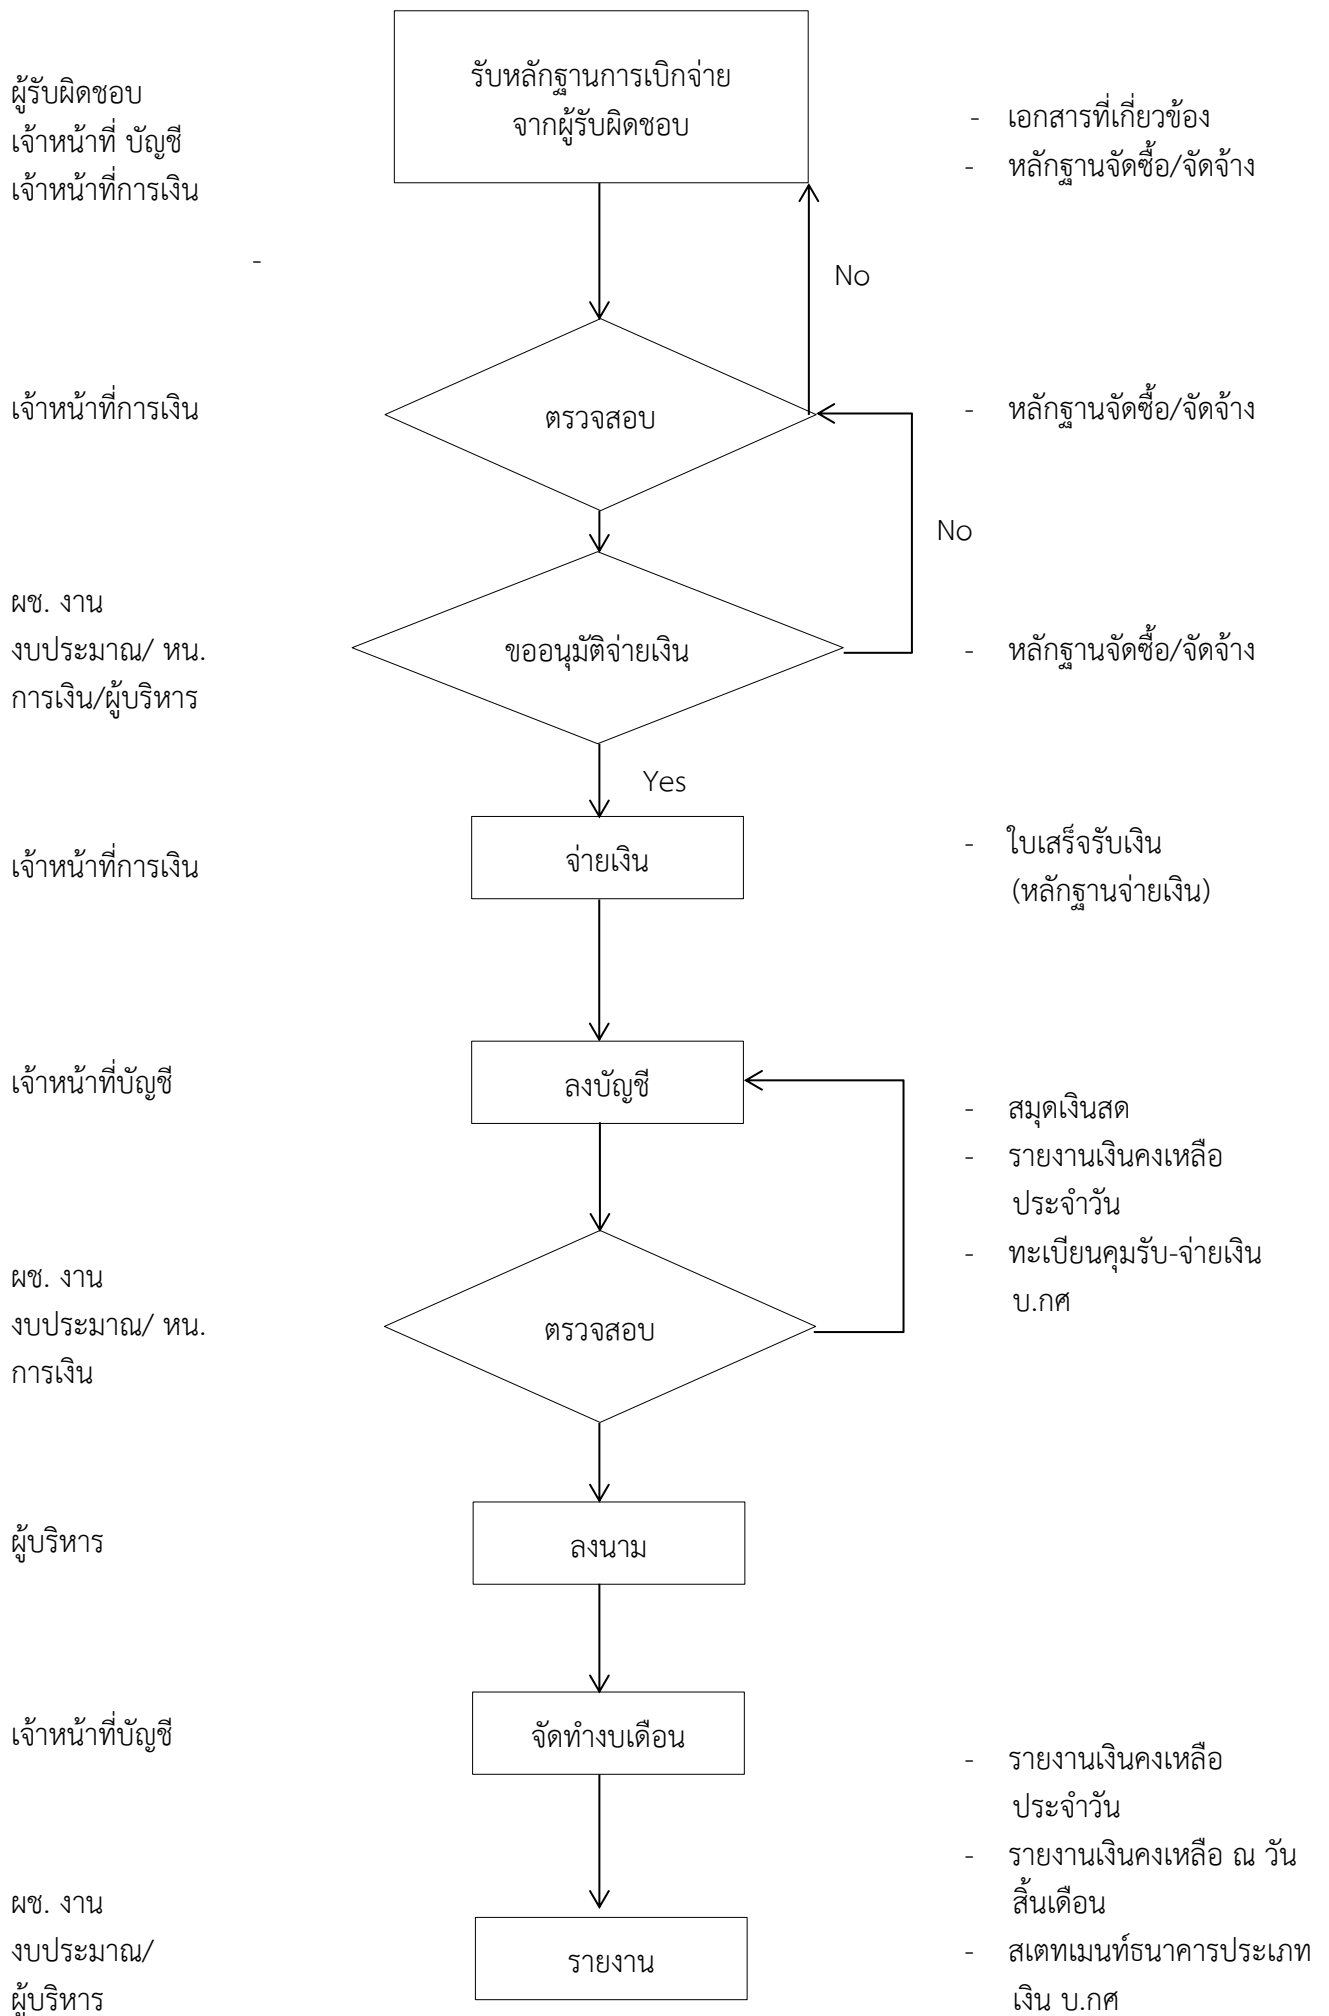 รับหลักฐานการเบิกจ่าย
จากผู้รับผิดชอบ
ผู้รับผิดชอบ
เจ้าหน้าที่ บัญชี
เจ้าหน้าที่การเงิน
- เอกสารที่เกี่ยวข้อง
- หลักฐานจัดซื้อ/จัดจ้าง
-
No
เจ้าหน้าที่การเงิน
ตรวจสอบ
- หลักฐานจัดซื้อ/จัดจ้าง
No
ผช. งาน
งบประมาณ/ หน.
การเงิน/ผู้บริหาร
ขออนุมัติจ่ายเงิน
- หลักฐานจัดซื้อ/จัดจ้าง
Yes
เจ้าหน้าที่การเงิน
จ่ายเงิน
- ใบเสร็จรับเงิน
(หลักฐานจ่ายเงิน)
เจ้าหน้าที่บัญชี
ลงบัญชี
- สมุดเงินสด
- รายงานเงินคงเหลือ
ประจำวัน
- ทะเบียนคุมรับ-จ่ายเงิน
บ.กศ
ผช. งาน
งบประมาณ/ หน.
การเงิน
ตรวจสอบ
ผู้บริหาร
ลงนาม
เจ้าหน้าที่บัญชี
จัดทำงบเดือน
- รายงานเงินคงเหลือ
ประจำวัน
- รายงานเงินคงเหลือ ณ วัน
สิ้นเดือน
- สเตทเมนท์ธนาคารประเภท
เงิน บ.กศ
ผช. งาน
งบประมาณ/
ผู้บริหาร
รายงาน